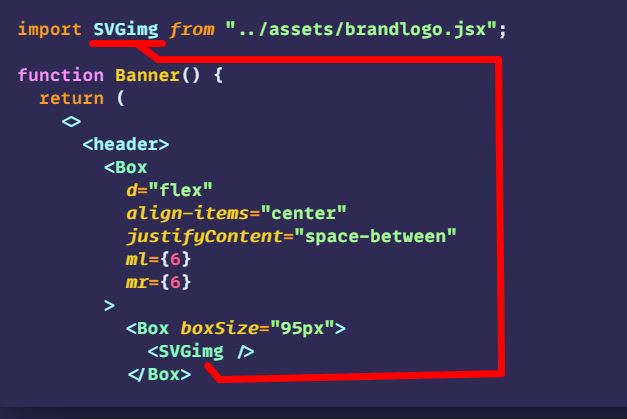 import SVGimg from "../assets/brandlogo.jsx";
function Banner() {
return (
<>
<header>
<Box
d="flex"
align-items="center"
justifyContent="space-between"
ml={6}
mr={6}
>
<Box boxSize="95px">
<SVGimg />
</Box>